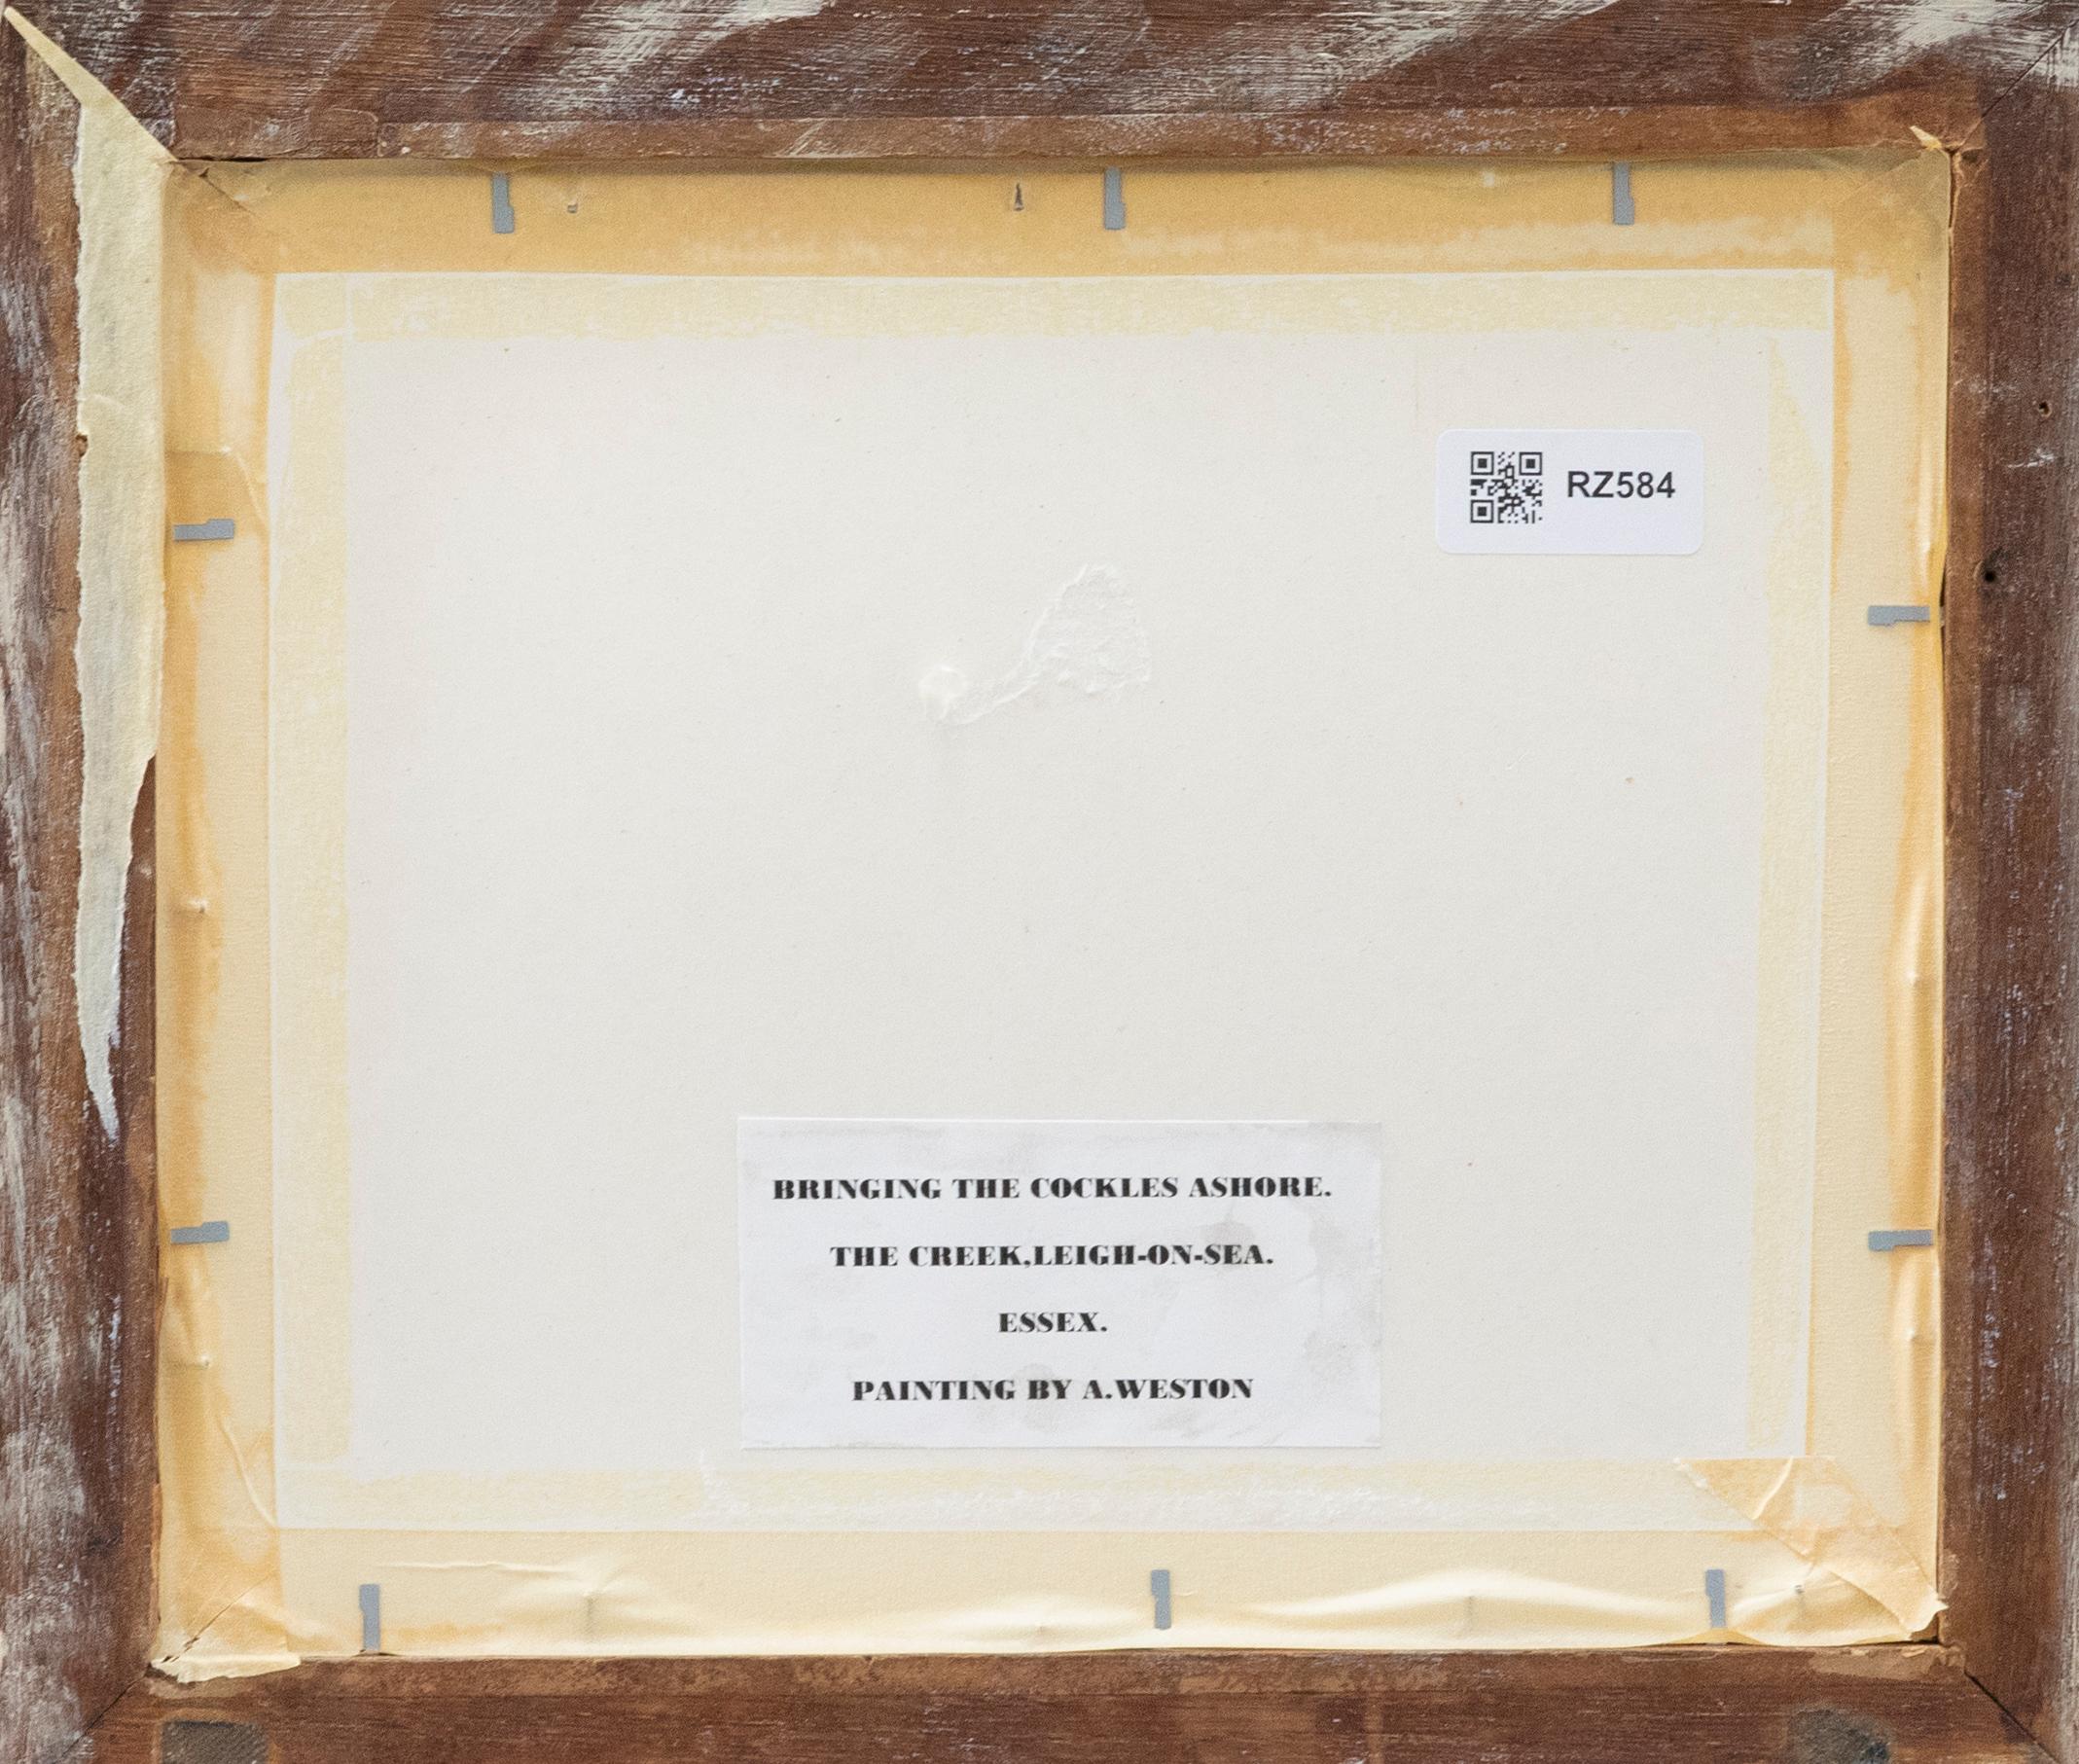 RZ584
BRINGING THE COCKLES ASHORE.
THE CREEK,LEIGH-ON-SEA.
ESSEX.
PAINTING BY A.WESTON